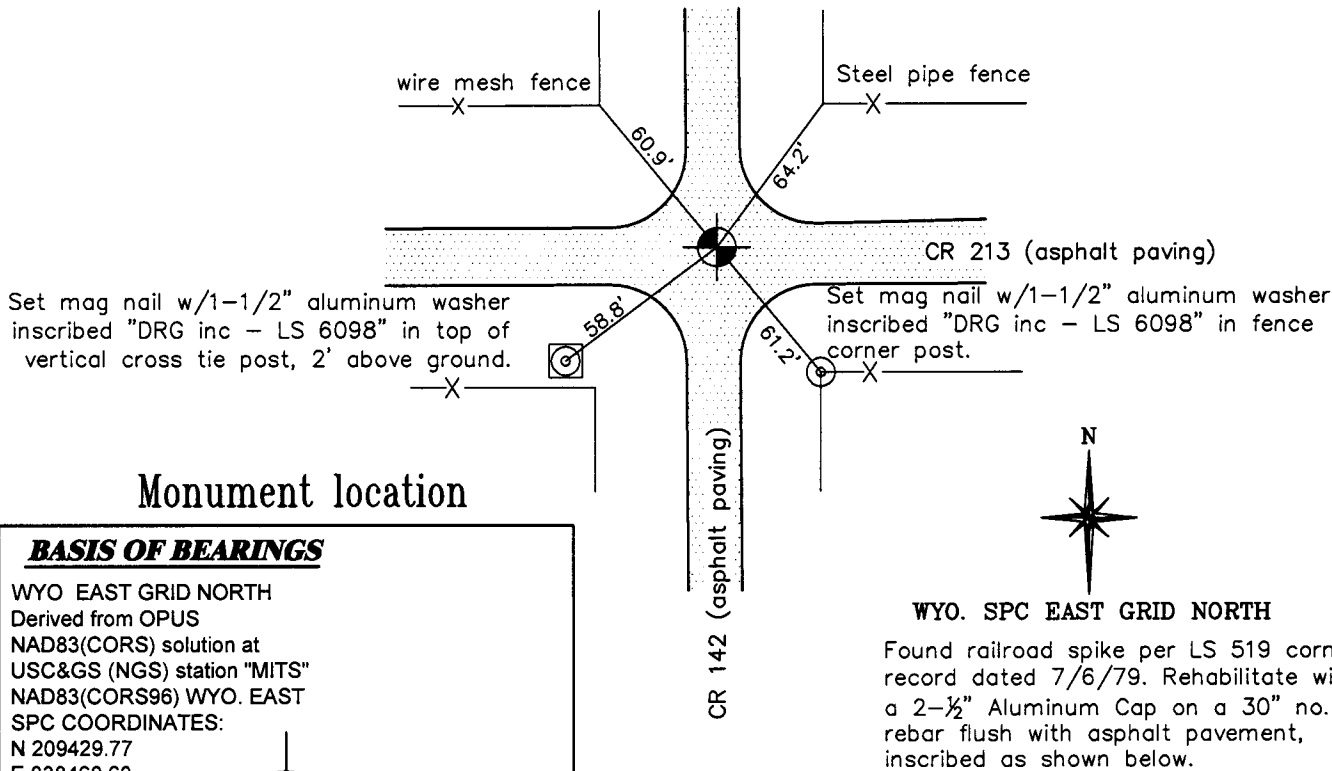 wire mesh fence
Steel pipe fence
60.9'
64.2'
CR 213 (asphalt paving)
Set mag nail w/1-1/2" aluminum washer
inscribed "DRG inc - LS 6098" in top of
vertical cross tie post, 2' above ground.
58.8'
61.2'
Set mag nail w/1-1/2" aluminum washer
inscribed "DRG inc - LS 6098" in fence
corner post.
CR 142 (asphalt paving)
Monument location
BASIS OF BEARINGS
WYO EAST GRID NORTH
Derived from OPUS
NAD83(CORS) solution at
USC&GS (NGS) station "MITS"
NAD83(CORS96) WYO. EAST
SPC COORDINATES:
N 209429.77
N
WYO. SPC EAST GRID NORTH
Found railroad spike per LS 519 corn
record dated 7/6/79. Rehabilitate wi
a 2-½" Aluminum Cap on a 30" no.
rebar flush with asphalt pavement,
inscribed as shown below.